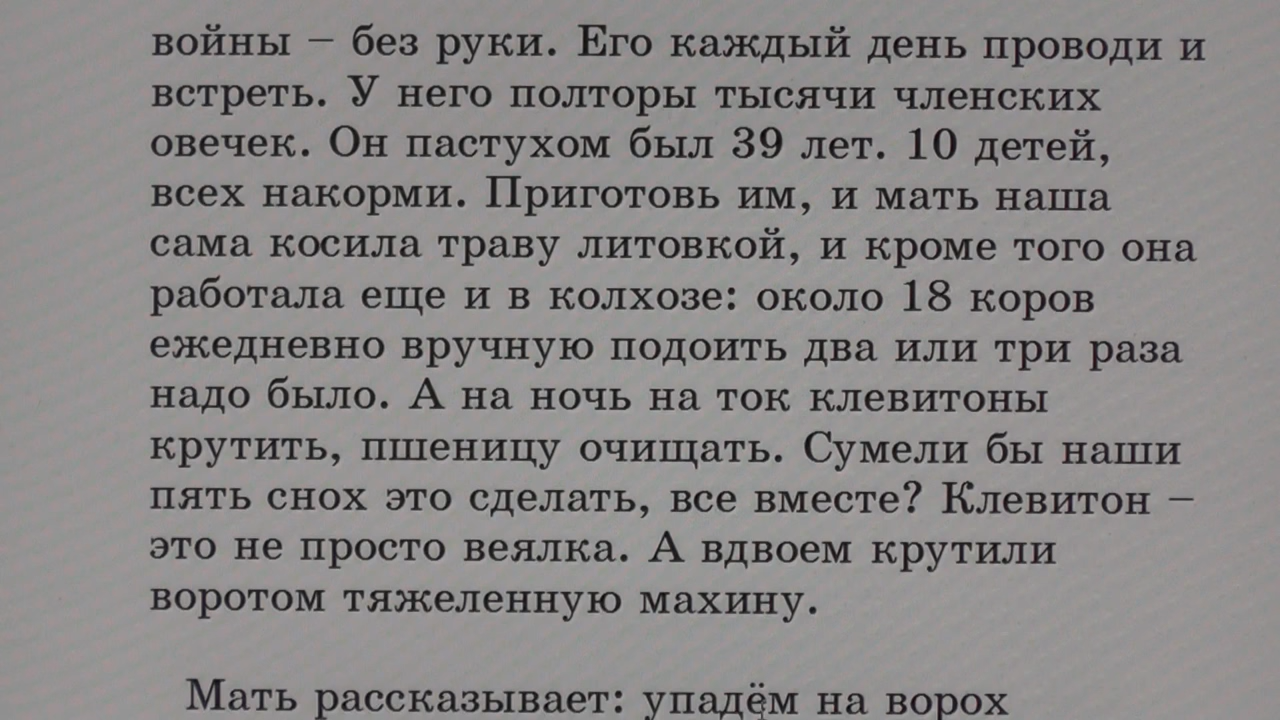 войны – без руки. Его каждый день проводи и
встреть. У него полторы тысячи членских
овечек. Он пастухом был 39 лет. 10 детей,
всех накорми. Приготовь им, и мать наша
сама косила траву литовкой, и кроме того она
работала еще и в колхозе: около 18 коров
ежедневно вручную подоить два или три раза
надо было. А на ночь на ток клевитоны
крутить, пшеницу очищать. Сумели бы наши
пять снох это сделать, все вместе? Клевитон –
это не просто веялка. А вдвоем крутили
воротом тяжеленную махину.
Мать рассказывает: упадём на ворох